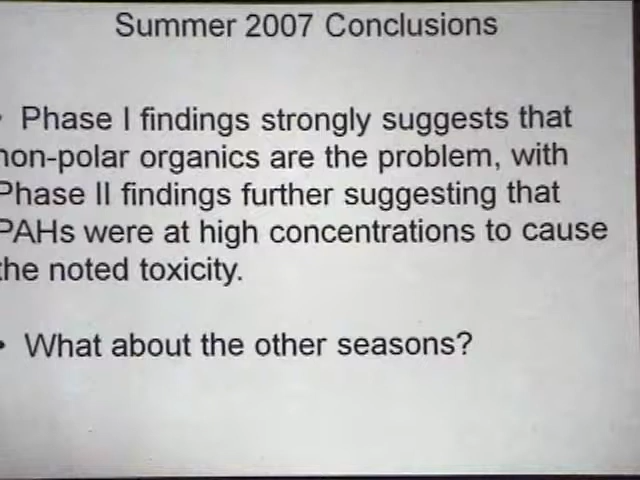 Summer 2007 Conclusions
• Phase I findings strongly suggests that
non-polar organics are the problem, with
Phase II findings further suggesting that
PAHs were at high concentrations to cause
the noted toxicity.
• What about the other seasons?